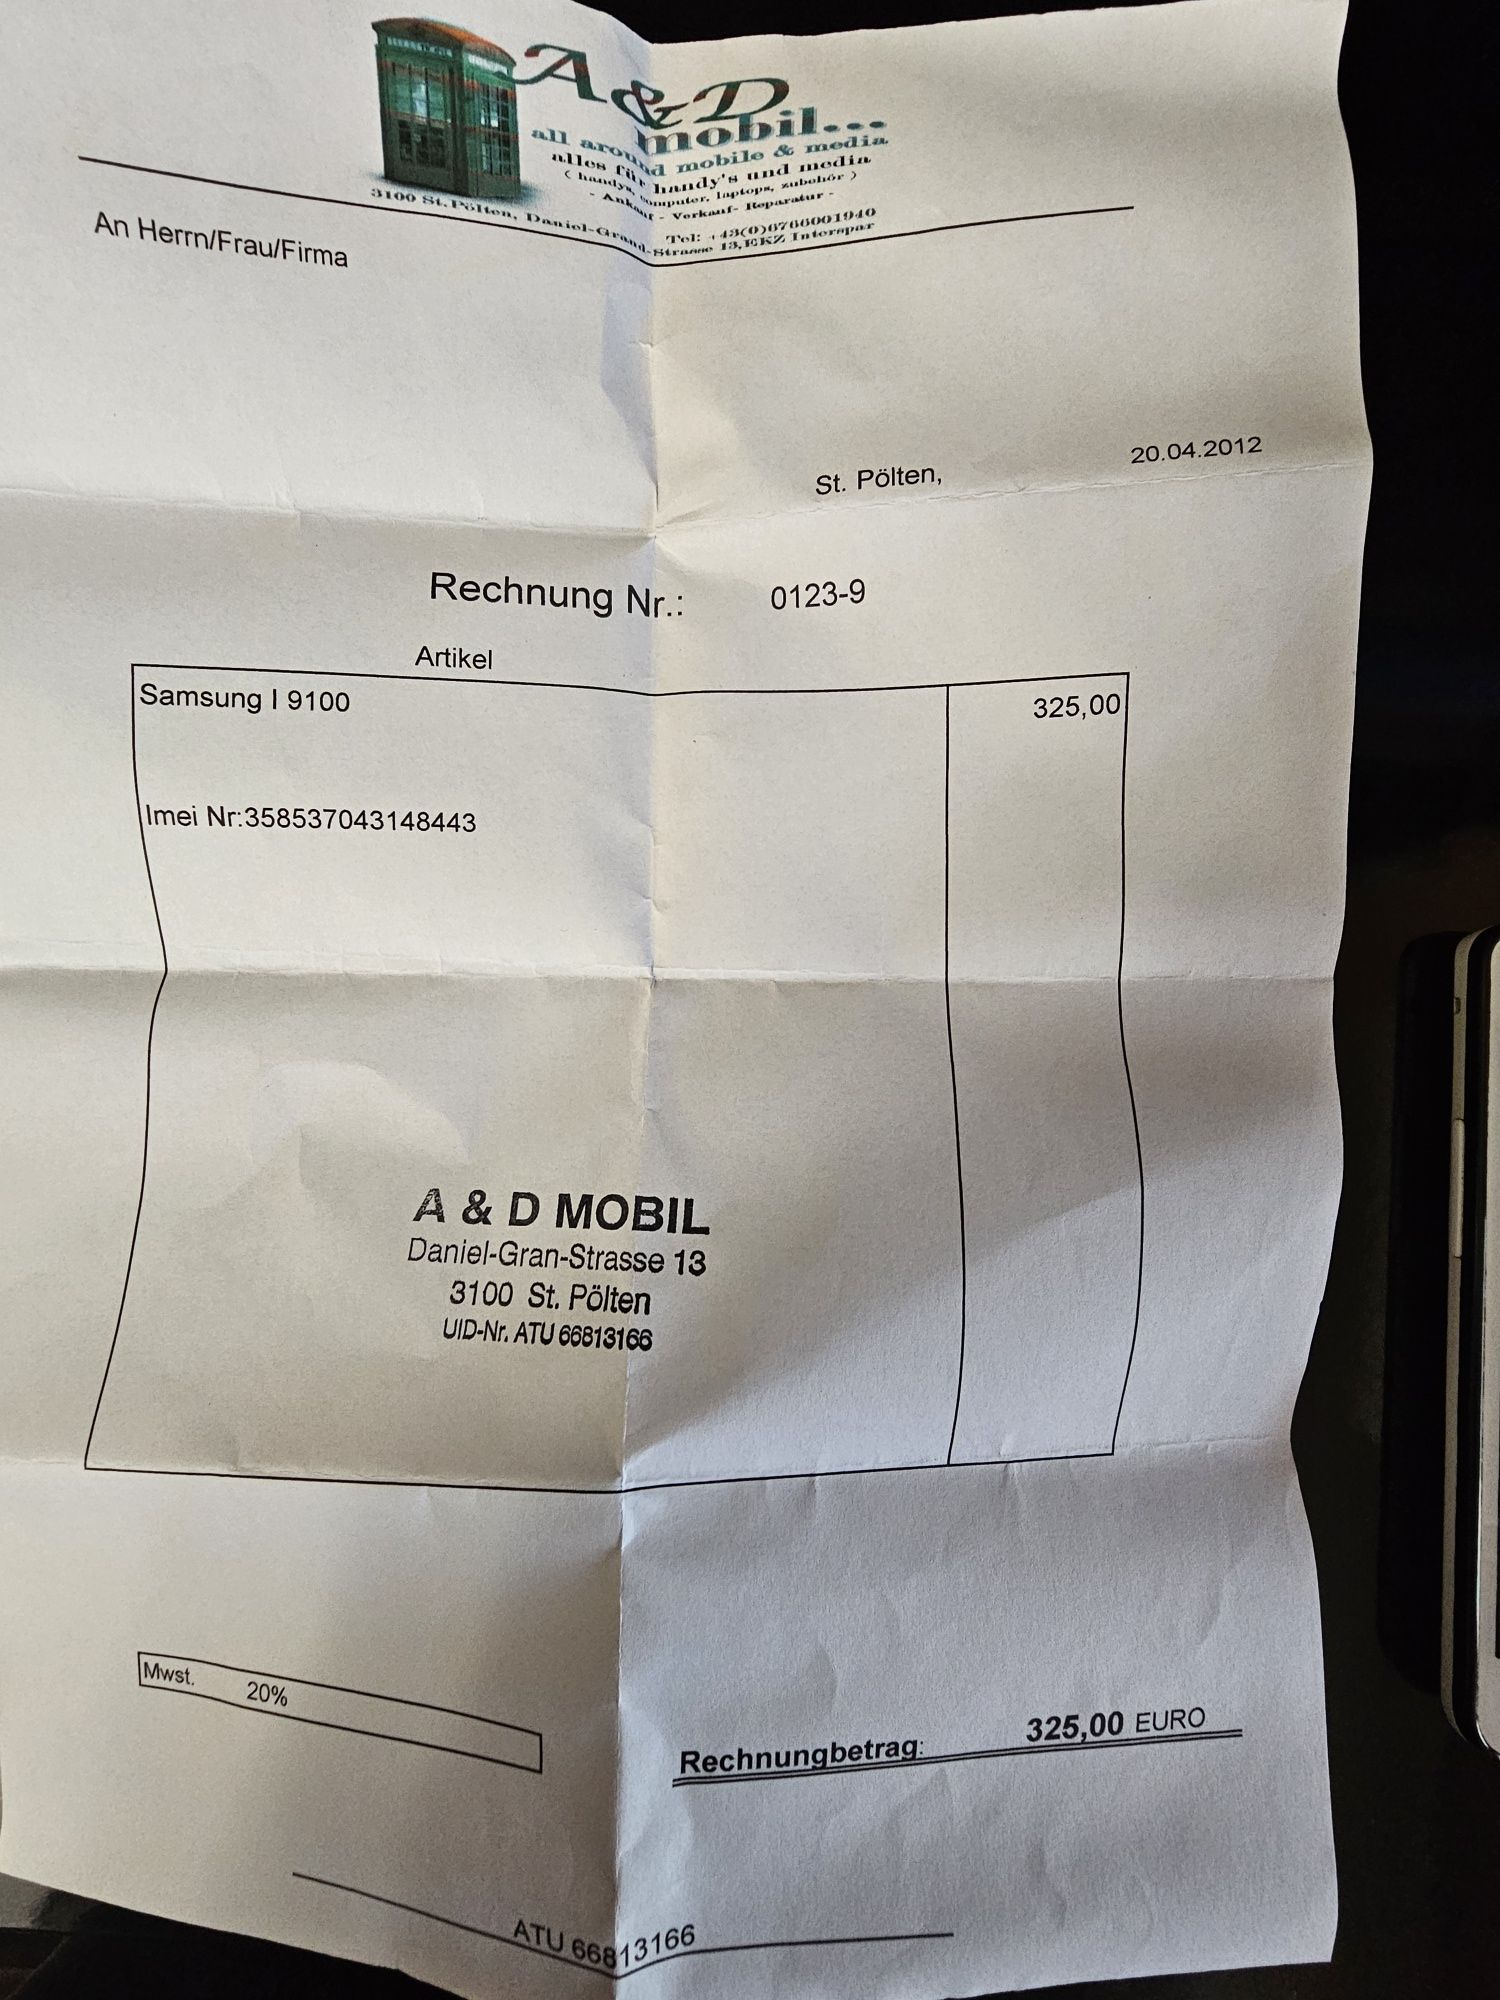 A&D
mobil...
all around mobile & media
alles für handy's und media
( handys, computer, laptops, zubehör )
- Ankauf - Verkauf- Reparatur -
Tel: +43(0)6766001940
3100 St.Pölten, Daniel-Grand-Strasse 13,EKZ Interspar
An Herrn/Frau/Firma
St. Pölten, 20.04.2012
Rechnung Nr.: 0123-9
Artikel
Samsung I 9100 325,00
Imei Nr:358537043148443
A & D MOBIL
Daniel-Gran-Strasse 13
3100 St. Pölten
UID-Nr. ATU 66813166
Mwst. 20%
Rechnungbetrag: 325,00 EURO
ATU 66813166